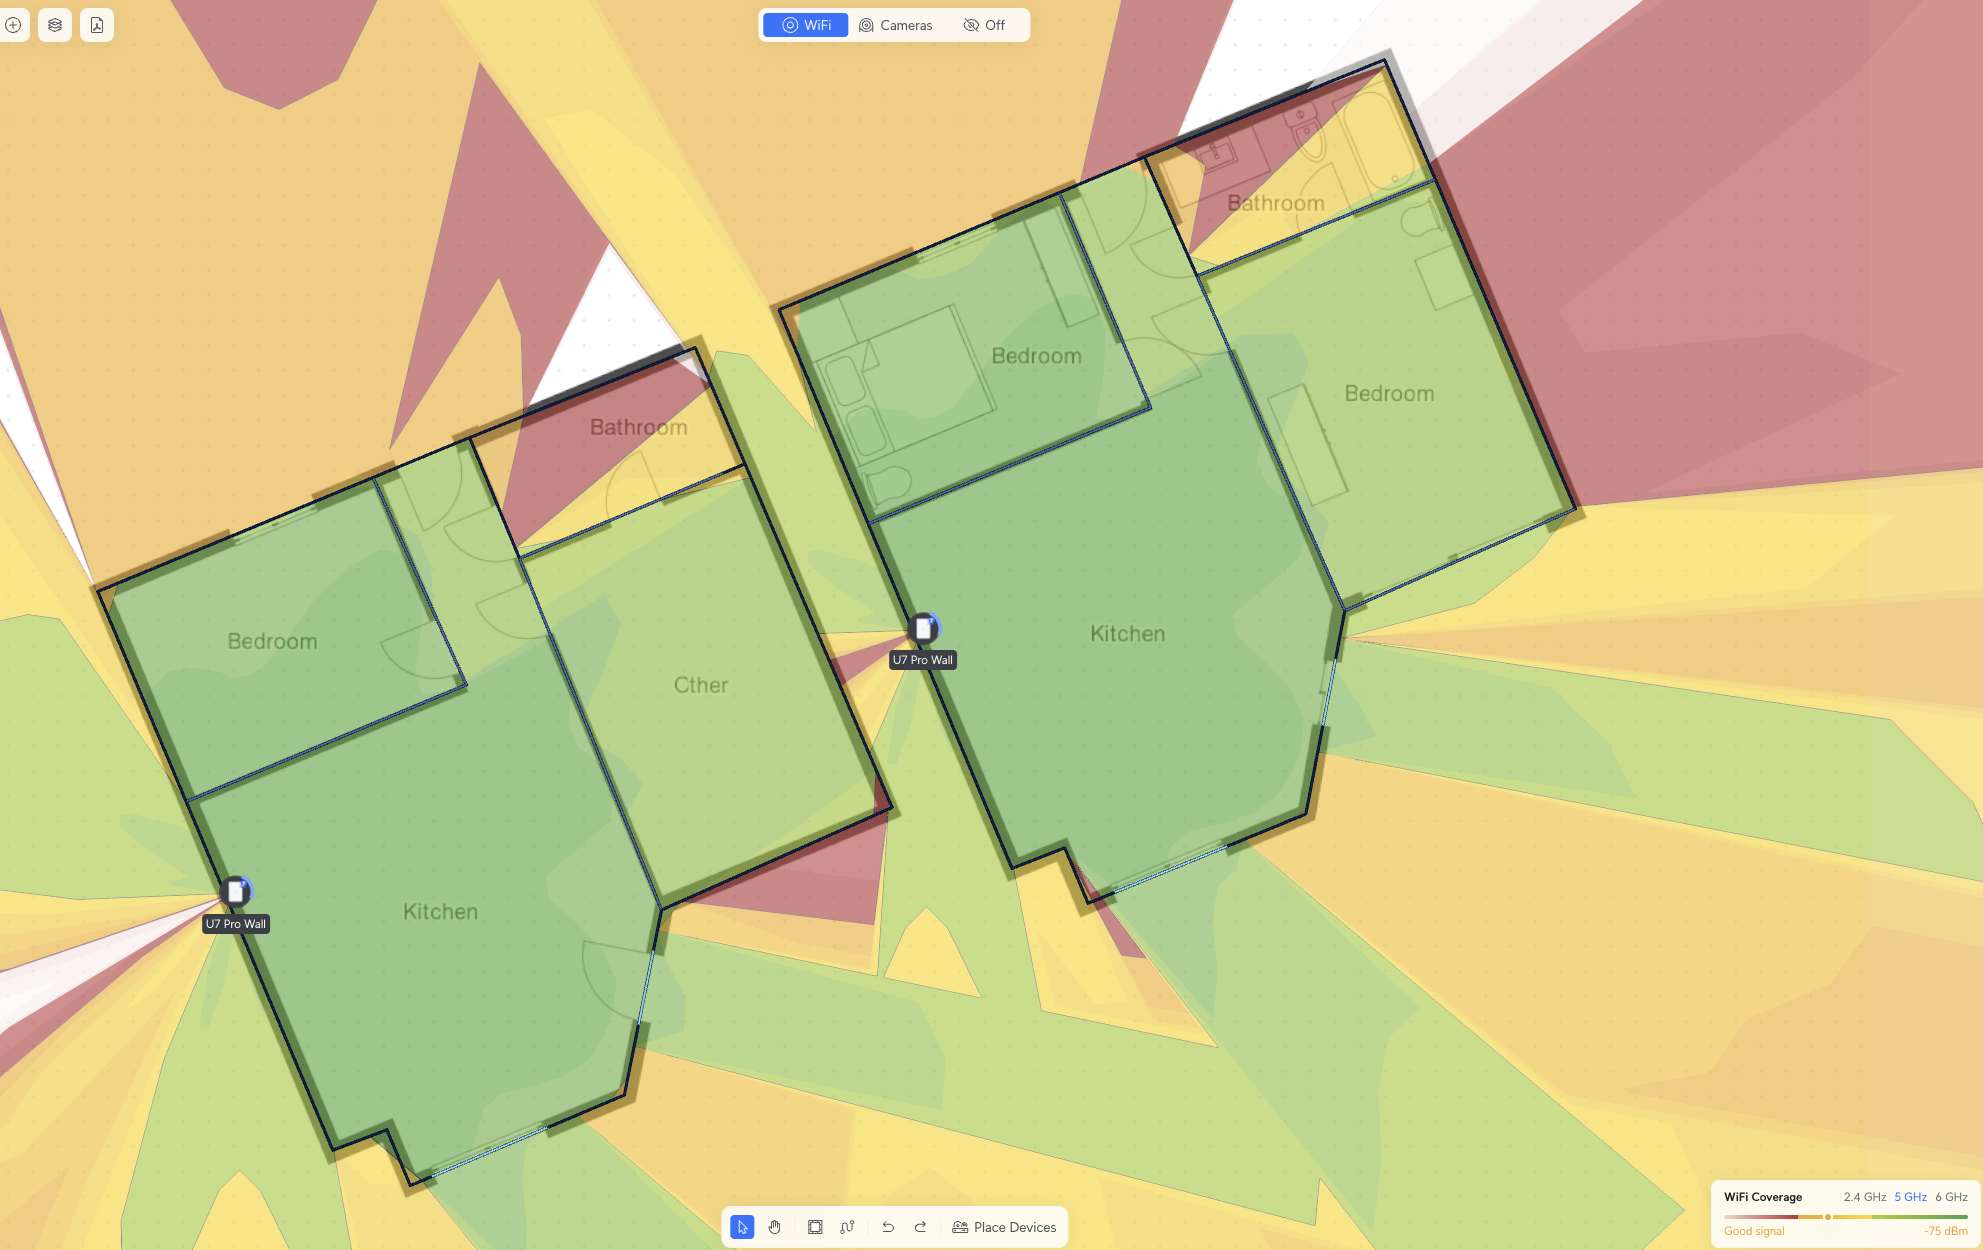 WiFi
Cameras
Off
Bathroom
Bedroom
Bedroom
Bathroom
Bedroom
Kitchen
U7 Pro Wall
Cther
Kitchen
U7 Pro Wall
Place Devices
WiFi Coverage 2.4 GHz 5 GHz 6 GHz
Good signal -75 dBm